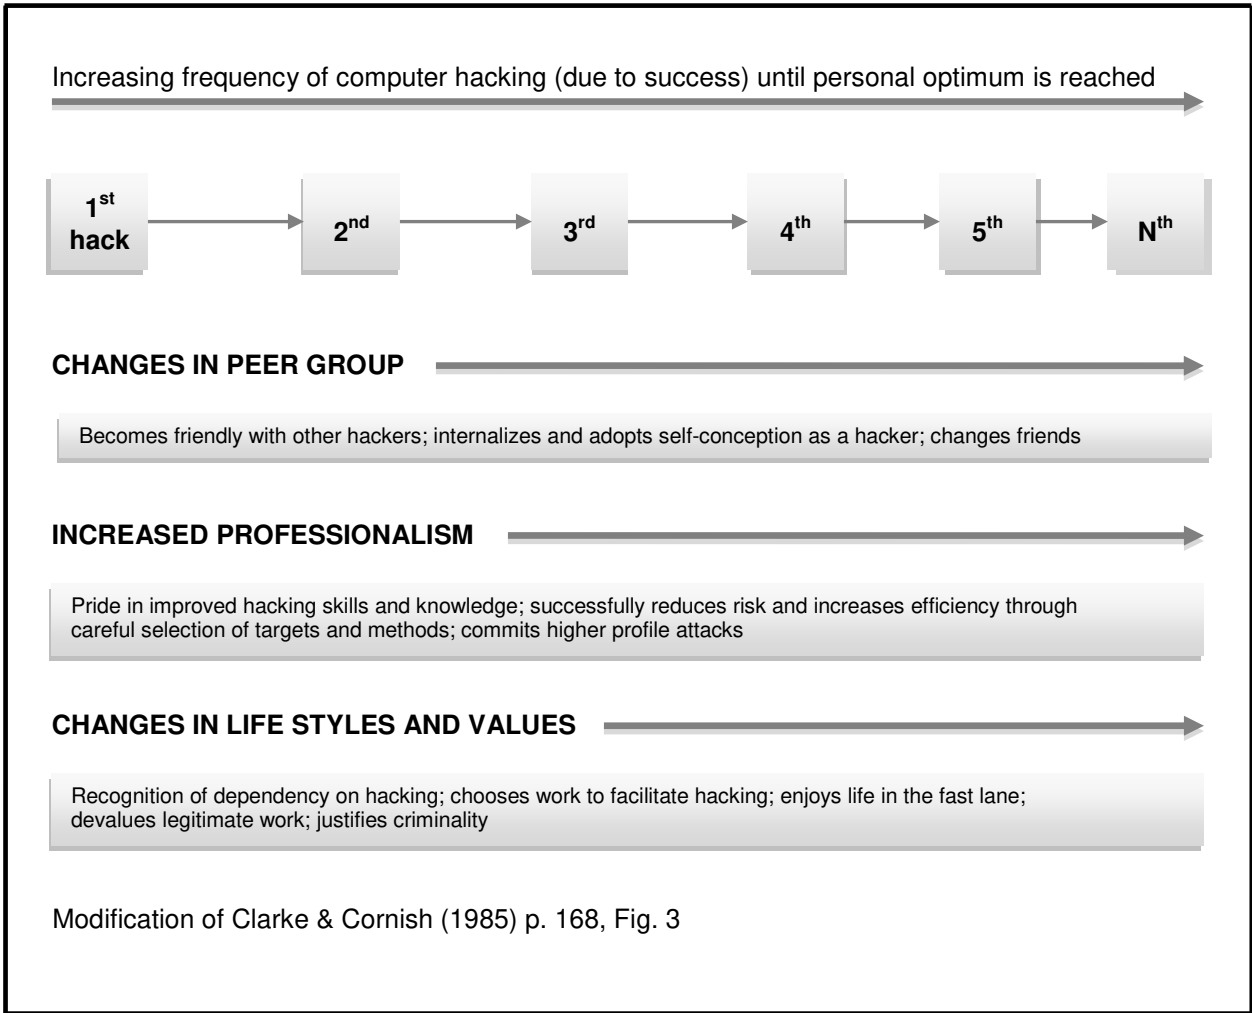 Increasing frequency of computer hacking (due to success) until personal optimum is reached
1st
hack
2nd
3rd
4th
5th
Nth
CHANGES IN PEER GROUP
Becomes friendly with other hackers; internalizes and adopts self-conception as a hacker; changes friends
INCREASED PROFESSIONALISM
Pride in improved hacking skills and knowledge; successfully reduces risk and increases efficiency through
careful selection of targets and methods; commits higher profile attacks
CHANGES IN LIFE STYLES AND VALUES
Recognition of dependency on hacking; chooses work to facilitate hacking; enjoys life in the fast lane;
devalues legitimate work; justifies criminality
Modification of Clarke & Cornish (1985) p. 168, Fig. 3